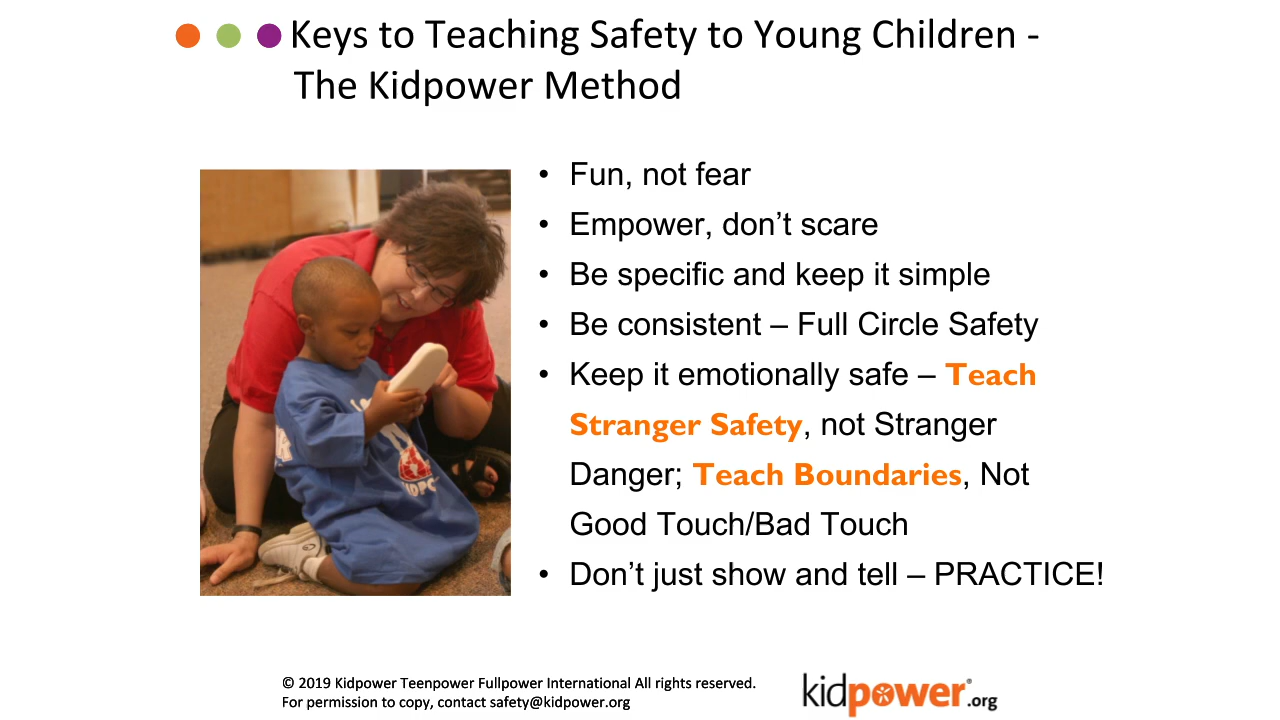 Keys to Teaching Safety to Young Children -
The Kidpower Method
• Fun, not fear
• Empower, don’t scare
• Be specific and keep it simple
• Be consistent – Full Circle Safety
• Keep it emotionally safe – Teach
Stranger Safety, not Stranger
Danger; Teach Boundaries, Not
Good Touch/Bad Touch
• Don’t just show and tell – PRACTICE!
© 2019 Kidpower Teenpower Fullpower International All rights reserved.
For permission to copy, contact safety@kidpower.org
kidpower®.org